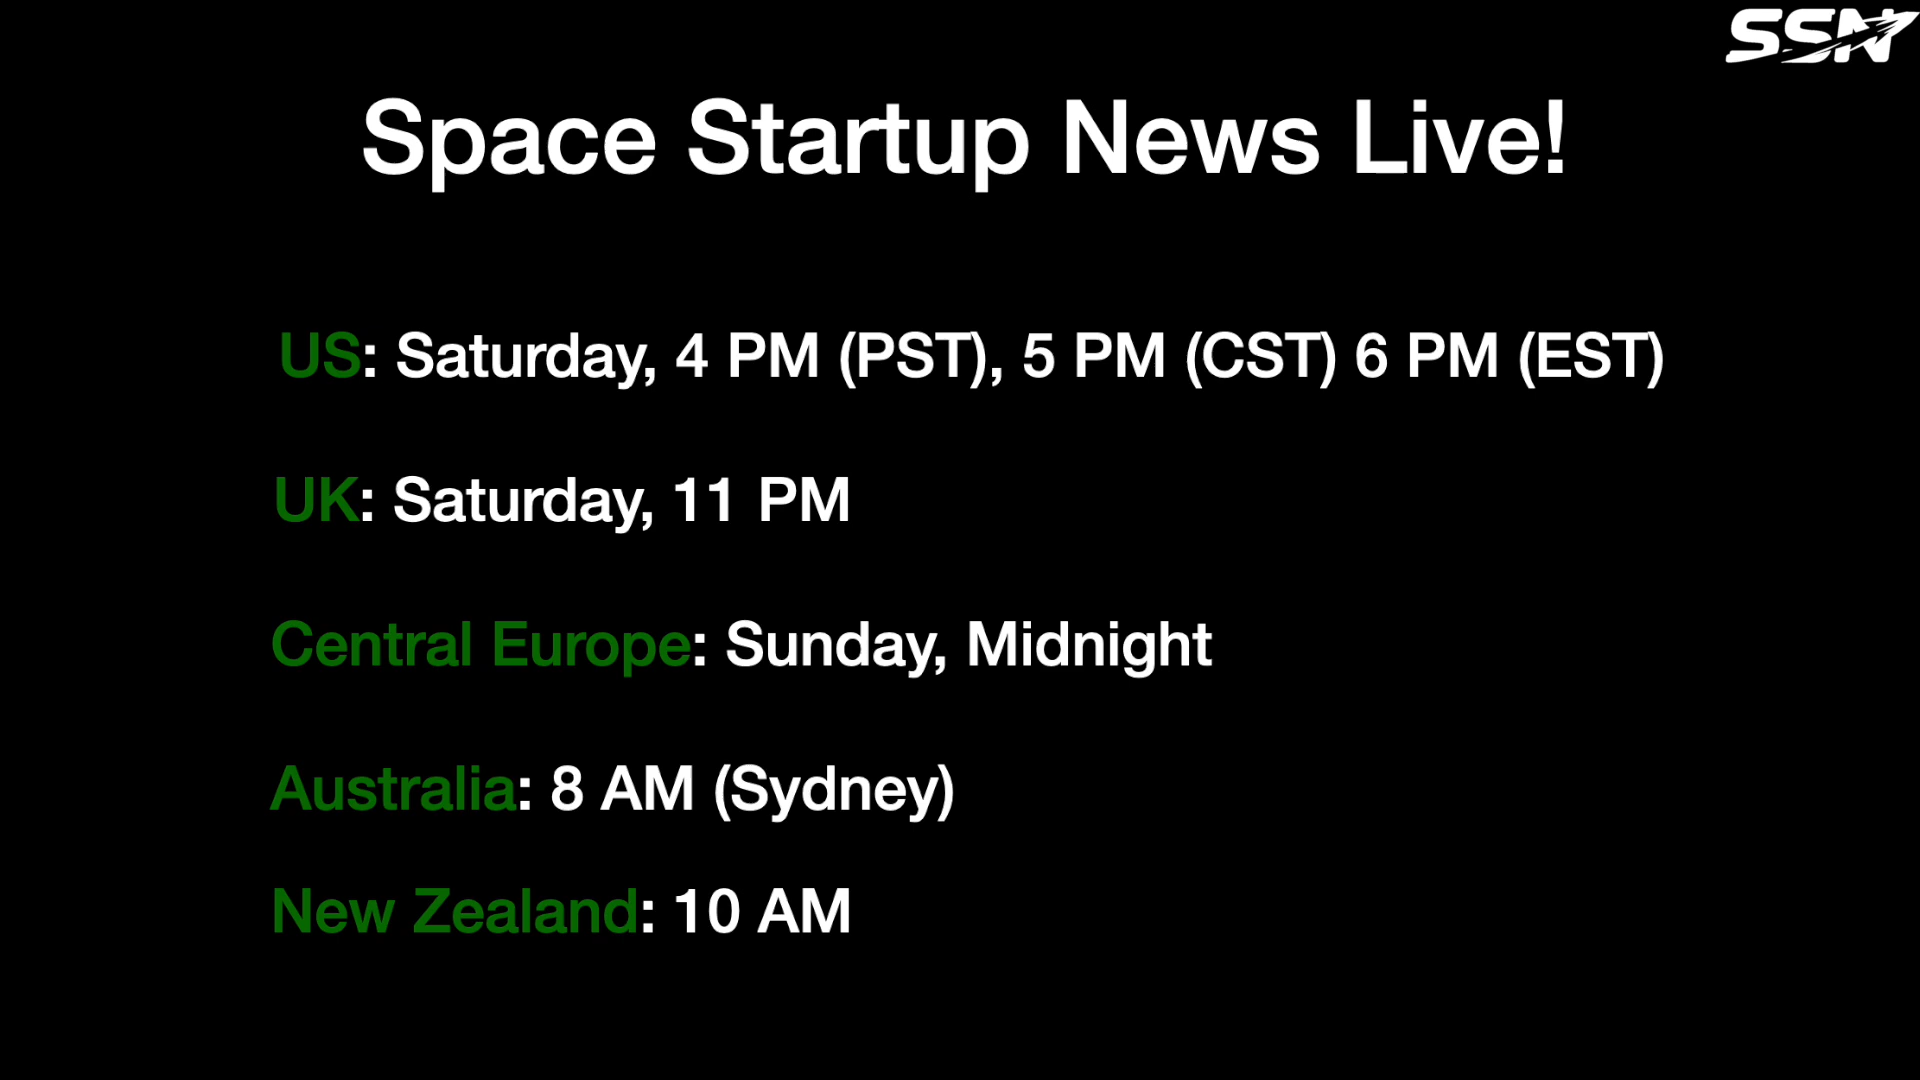 SSN
Space Startup News Live!
US: Saturday, 4 PM (PST), 5 PM (CST) 6 PM (EST)
UK: Saturday, 11 PM
Central Europe: Sunday, Midnight
Australia: 8 AM (Sydney)
New Zealand: 10 AM